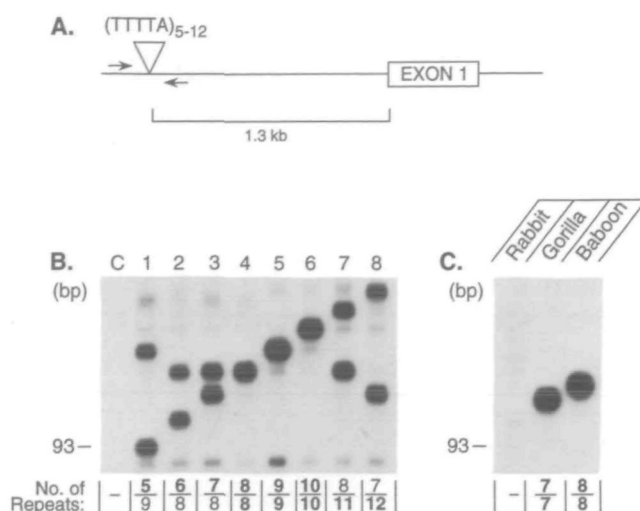 A.
(TTTTA)5-12
EXON 1
1.3 kb
B.
C 1 2 3 4 5 6 7 8
(bp)
93
No. of
Repeats:
– 5/9 6/8 7/8 8/8 9/9 10/10 8/11 7/12
C.
Rabbit
Gorilla
Baboon
(bp)
93
– 7/7 8/8